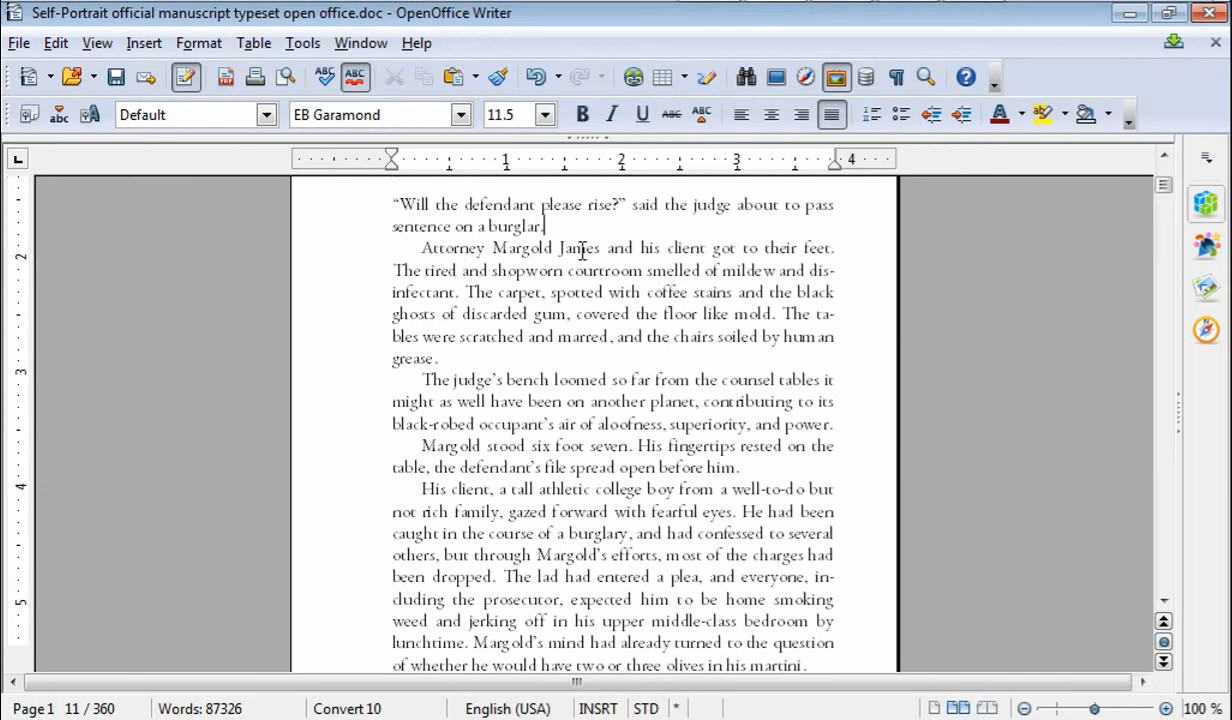 Self-Portrait official manuscript typeset open office.doc - OpenOffice Writer
File Edit View Insert Format Table Tools Window Help
Default EB Garamond 11.5
1 2 3 4
“Will the defendant please rise?” said the judge about to pass
sentence on a burglar.
Attorney Margold James and his client got to their feet.
The tired and shopworn courtroom smelled of mildew and dis-
infectant. The carpet, spotted with coffee stains and the black
ghosts of discarded gum, covered the floor like mold. The ta-
bles were scratched and marred, and the chairs soiled by human
grease.
The judge’s bench loomed so far from the counsel tables it
might as well have been on another planet, contributing to its
black-robed occupant’s air of aloofness, superiority, and power.
Margold stood six foot seven. His fingertips rested on the
table, the defendant’s file spread open before him.
His client, a tall athletic college boy from a well-to-do but
not rich family, gazed forward with fearful eyes. He had been
caught in the course of a burglary, and had confessed to several
others, but through Margold’s efforts, most of the charges had
been dropped. The lad had entered a plea, and everyone, in-
cluding the prosecutor, expected him to be home smoking
weed and jerking off in his upper middle-class bedroom by
lunchtime. Margold’s mind had already turned to the question
of whether he would have two or three olives in his martini.
2
3
4
5
Page 1 11 / 360 Words: 87326 Convert 10 English (USA) INSRT STD * 100 %